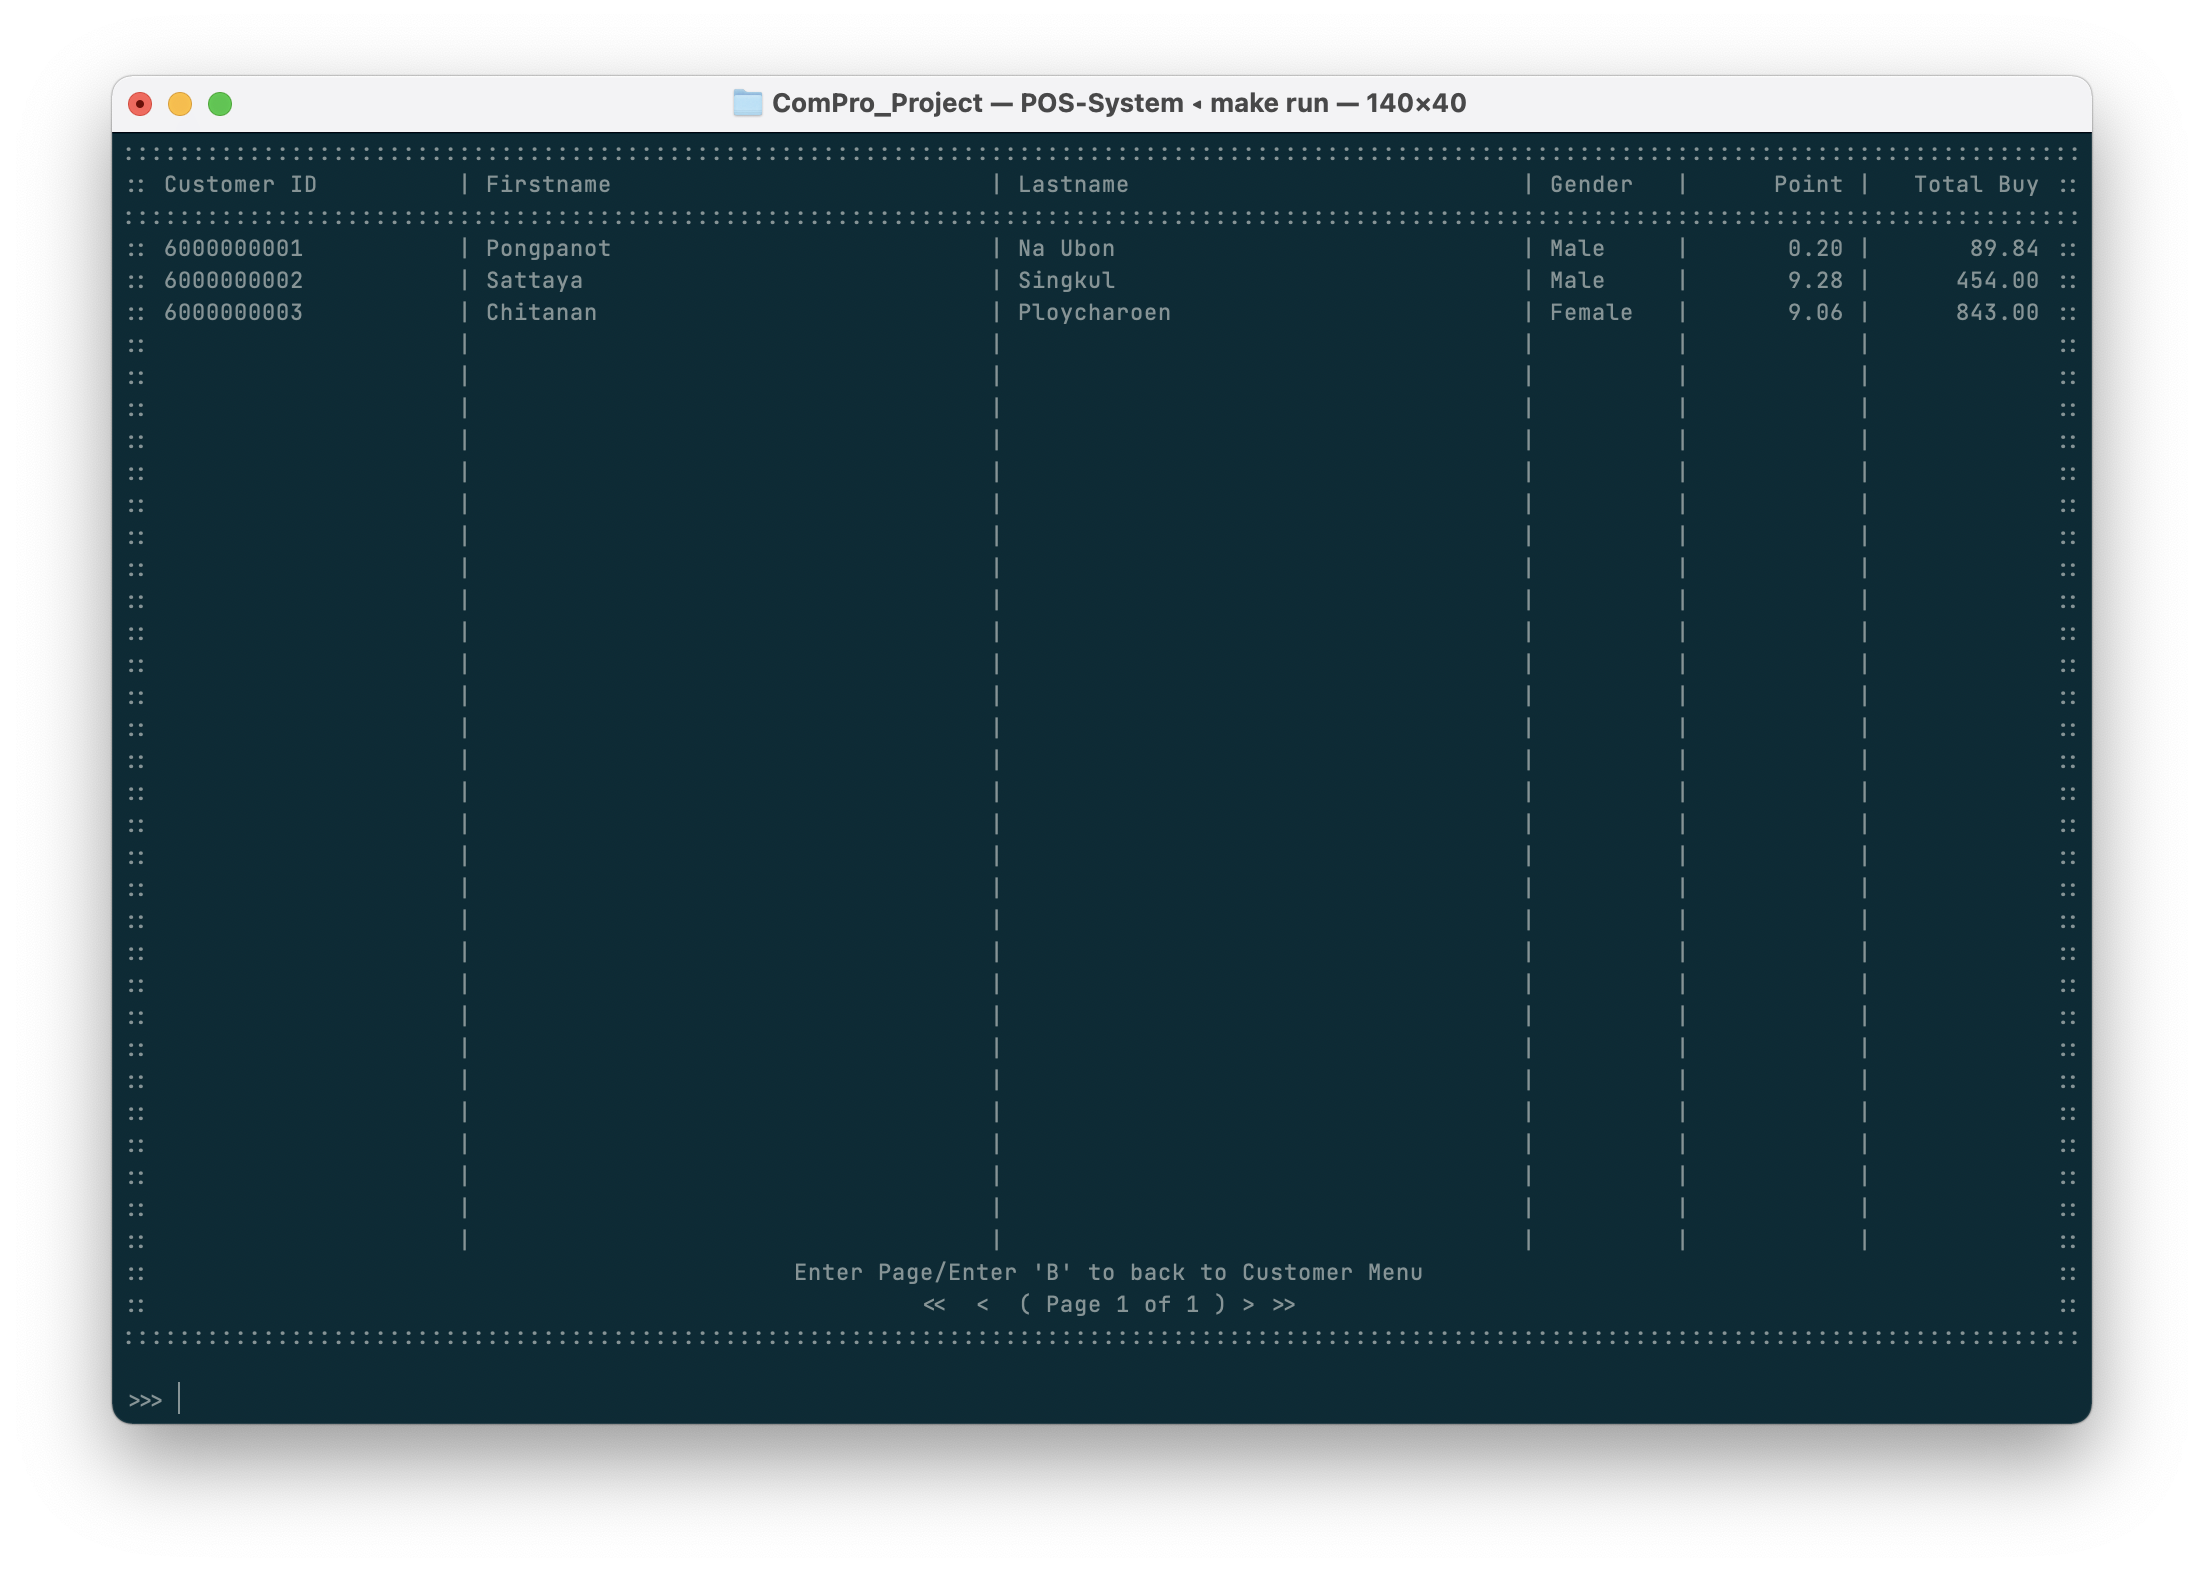 ComPro_Project — POS-System ◂ make run — 140×40
:::::::::::::::::::::::::::::::::::::::::::::::::::::::::::::::::::::::::::::::::::::::::::::::::::::::::::::::::::::::::::::::::::::::::::
:: Customer ID | Firstname | Lastname | Gender | Point | Total Buy ::
:::::::::::::::::::::::::::::::::::::::::::::::::::::::::::::::::::::::::::::::::::::::::::::::::::::::::::::::::::::::::::::::::::::::::::
:: 6000000001 | Pongpanot | Na Ubon | Male | 0.20 | 89.84 ::
:: 6000000002 | Sattaya | Singkul | Male | 9.28 | 454.00 ::
:: 6000000003 | Chitanan | Ploycharoen | Female | 9.06 | 843.00 ::
:: Enter Page/Enter 'B' to back to Customer Menu ::
:: << < ( Page 1 of 1 ) > >> ::
:::::::::::::::::::::::::::::::::::::::::::::::::::::::::::::::::::::::::::::::::::::::::::::::::::::::::::::::::::::::::::::::::::::::::::
>>>